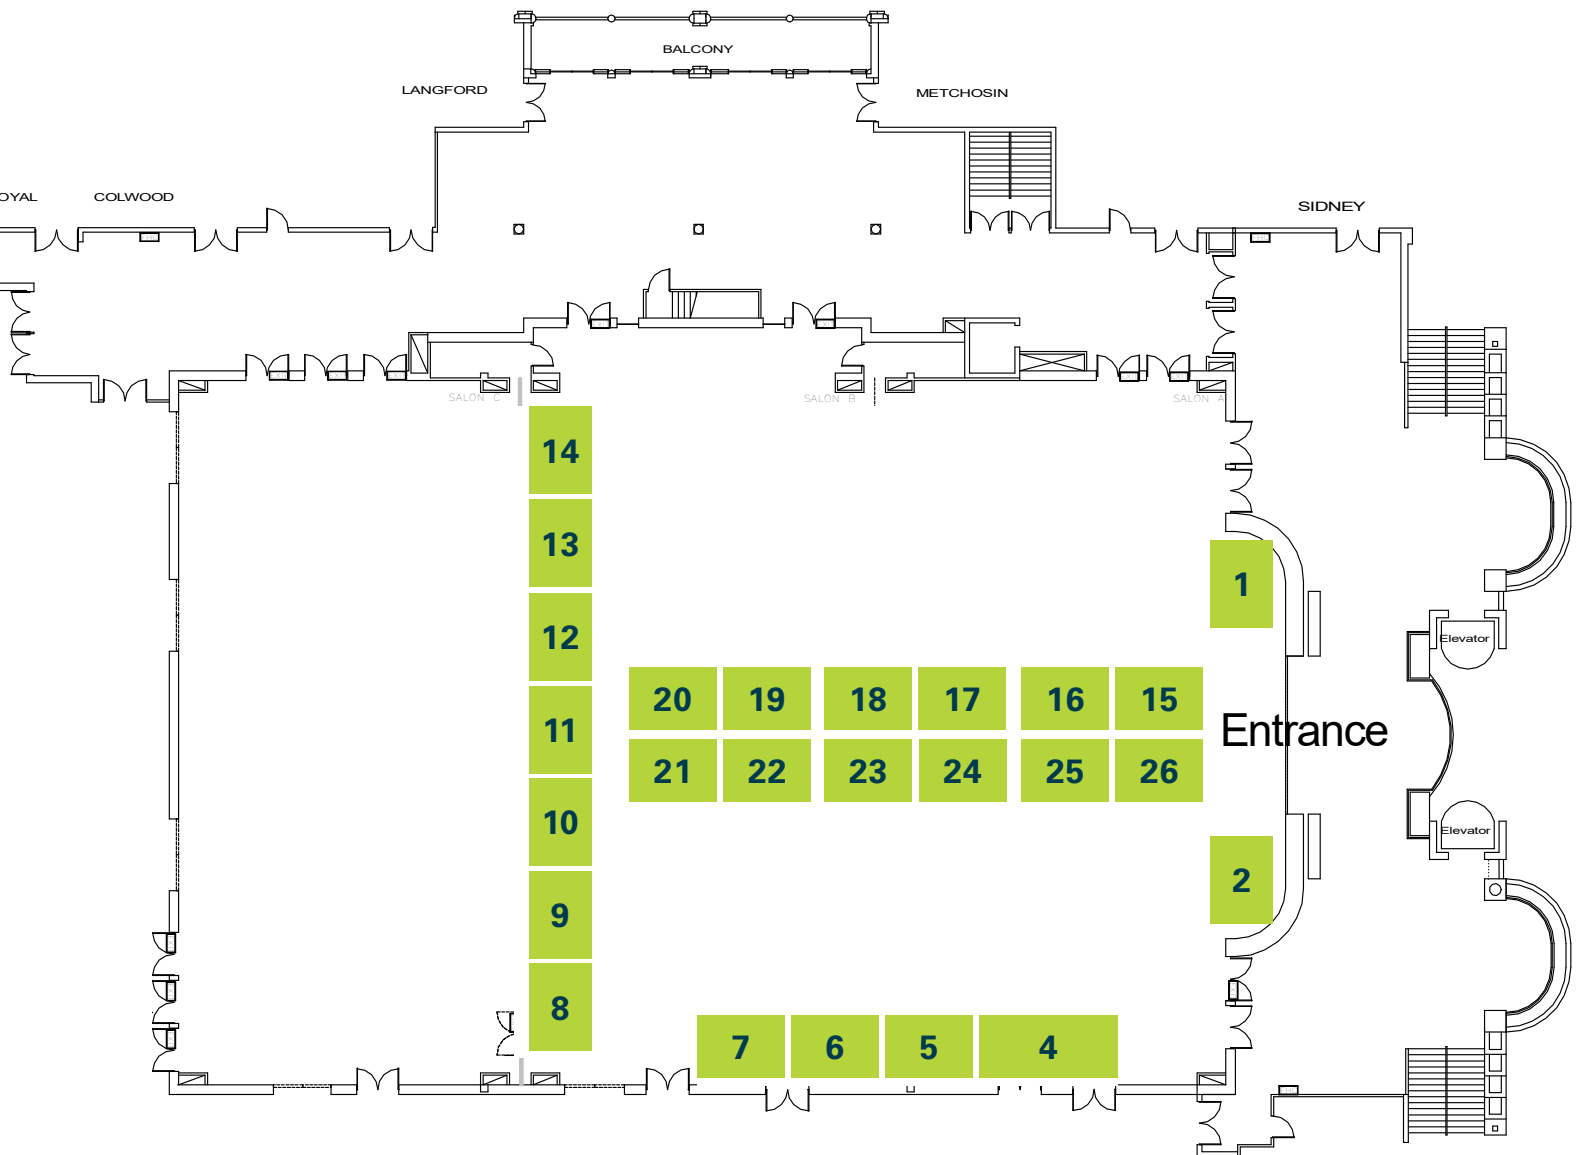 BALCONY
LANGFORD
METCHOSIN
OYAL
COLWOOD
SIDNEY
SALON C
SALON B
SALON A
14
13
1
12
Elevator
20 19 18 17 16 15
11
Entrance
21 22 23 24 25 26
10
Elevator
2
9
8
7 6 5 4